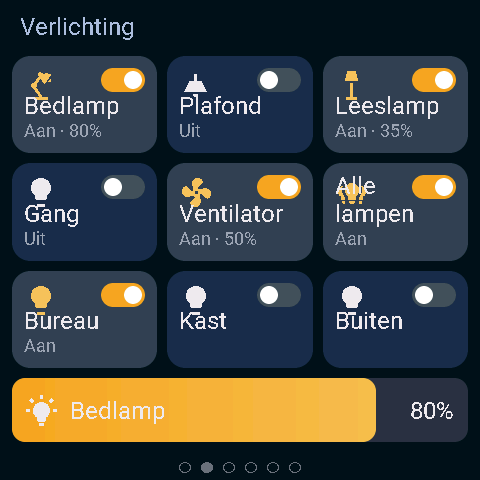 Verlichting
Bedlamp
Aan · 80%
Plafond
Uit
Leeslamp
Aan · 35%
Gang
Uit
Ventilator
Aan · 50%
Alle
lampen
Aan
Bureau
Aan
Kast
Buiten
Bedlamp
80%